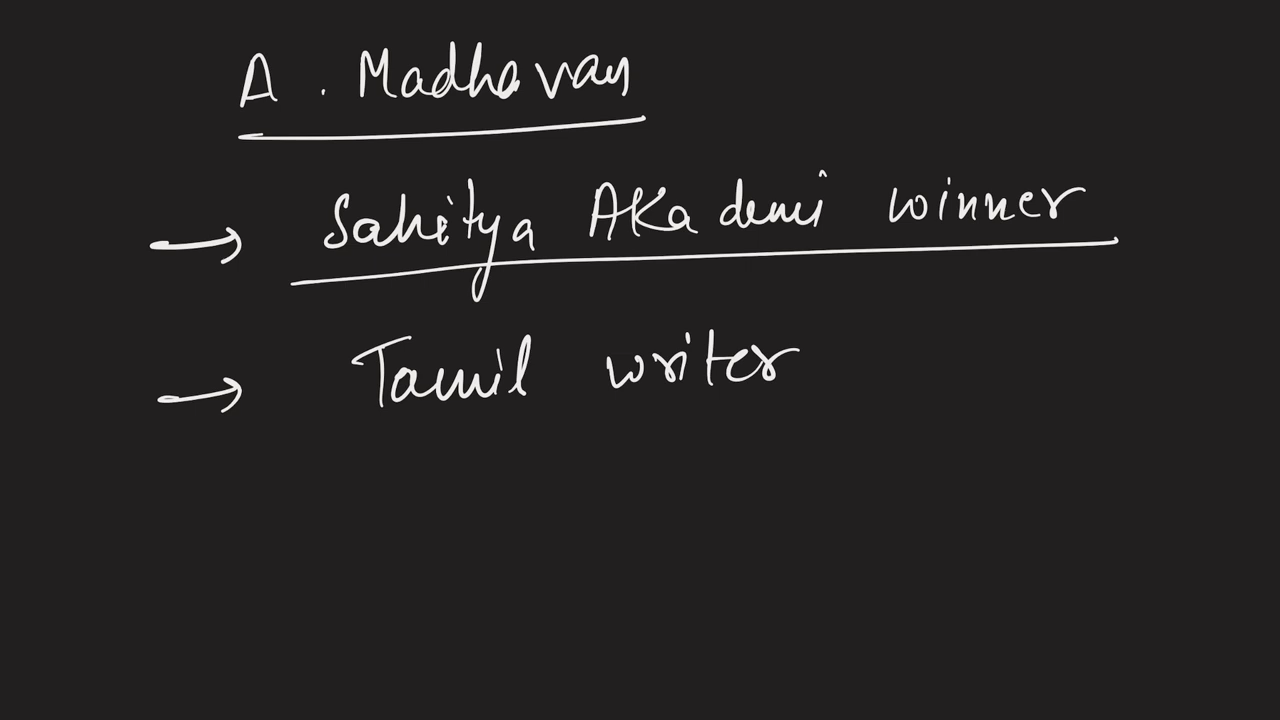 A. Madhavan
→ Sahitya Akademi winner
→ Tamil writer